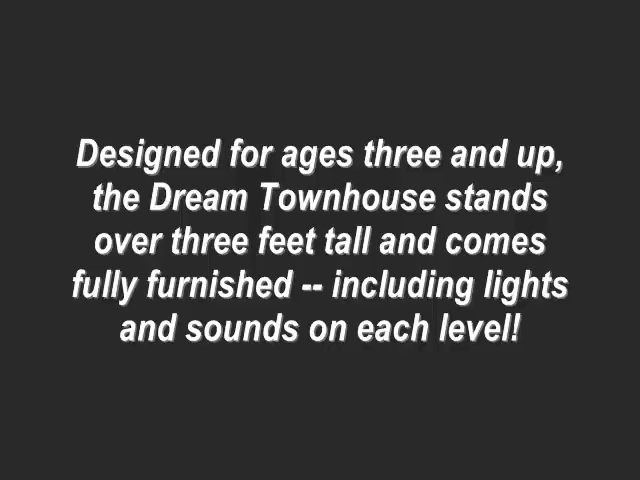 Designed for ages three and up,
the Dream Townhouse stands
over three feet tall and comes
fully furnished -- including lights
and sounds on each level!